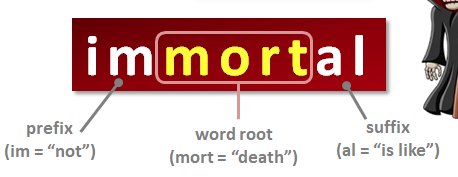 immortal
prefix
(im = “not”)
word root
(mort = “death”)
suffix
(al = “is like”)